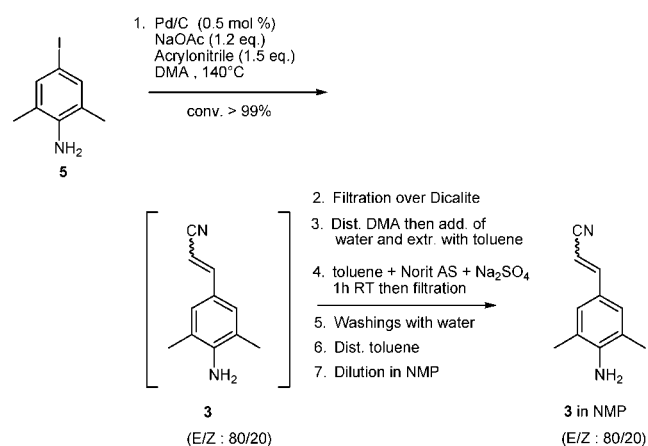 1. Pd/C (0.5 mol %)
NaOAc (1.2 eq.)
Acrylonitrile (1.5 eq.)
DMA , 140°C
conv. > 99%
I
NH2
5
2. Filtration over Dicalite
3. Dist. DMA then add. of
water and extr. with toluene
4. toluene + Norit AS + Na2SO4
1h RT then filtration
5. Washings with water
6. Dist. toluene
7. Dilution in NMP
CN
NH2
3
(E/Z : 80/20)
CN
NH2
3 in NMP
(E/Z : 80/20)